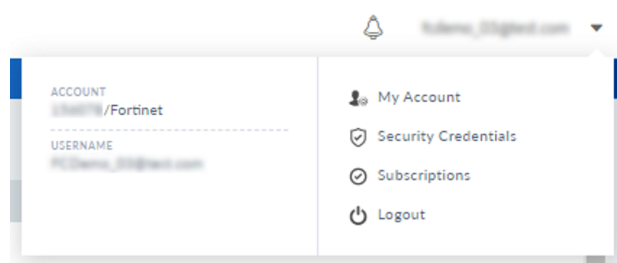 ACCOUNT
/Fortinet
USERNAME
My Account
Security Credentials
Subscriptions
Logout